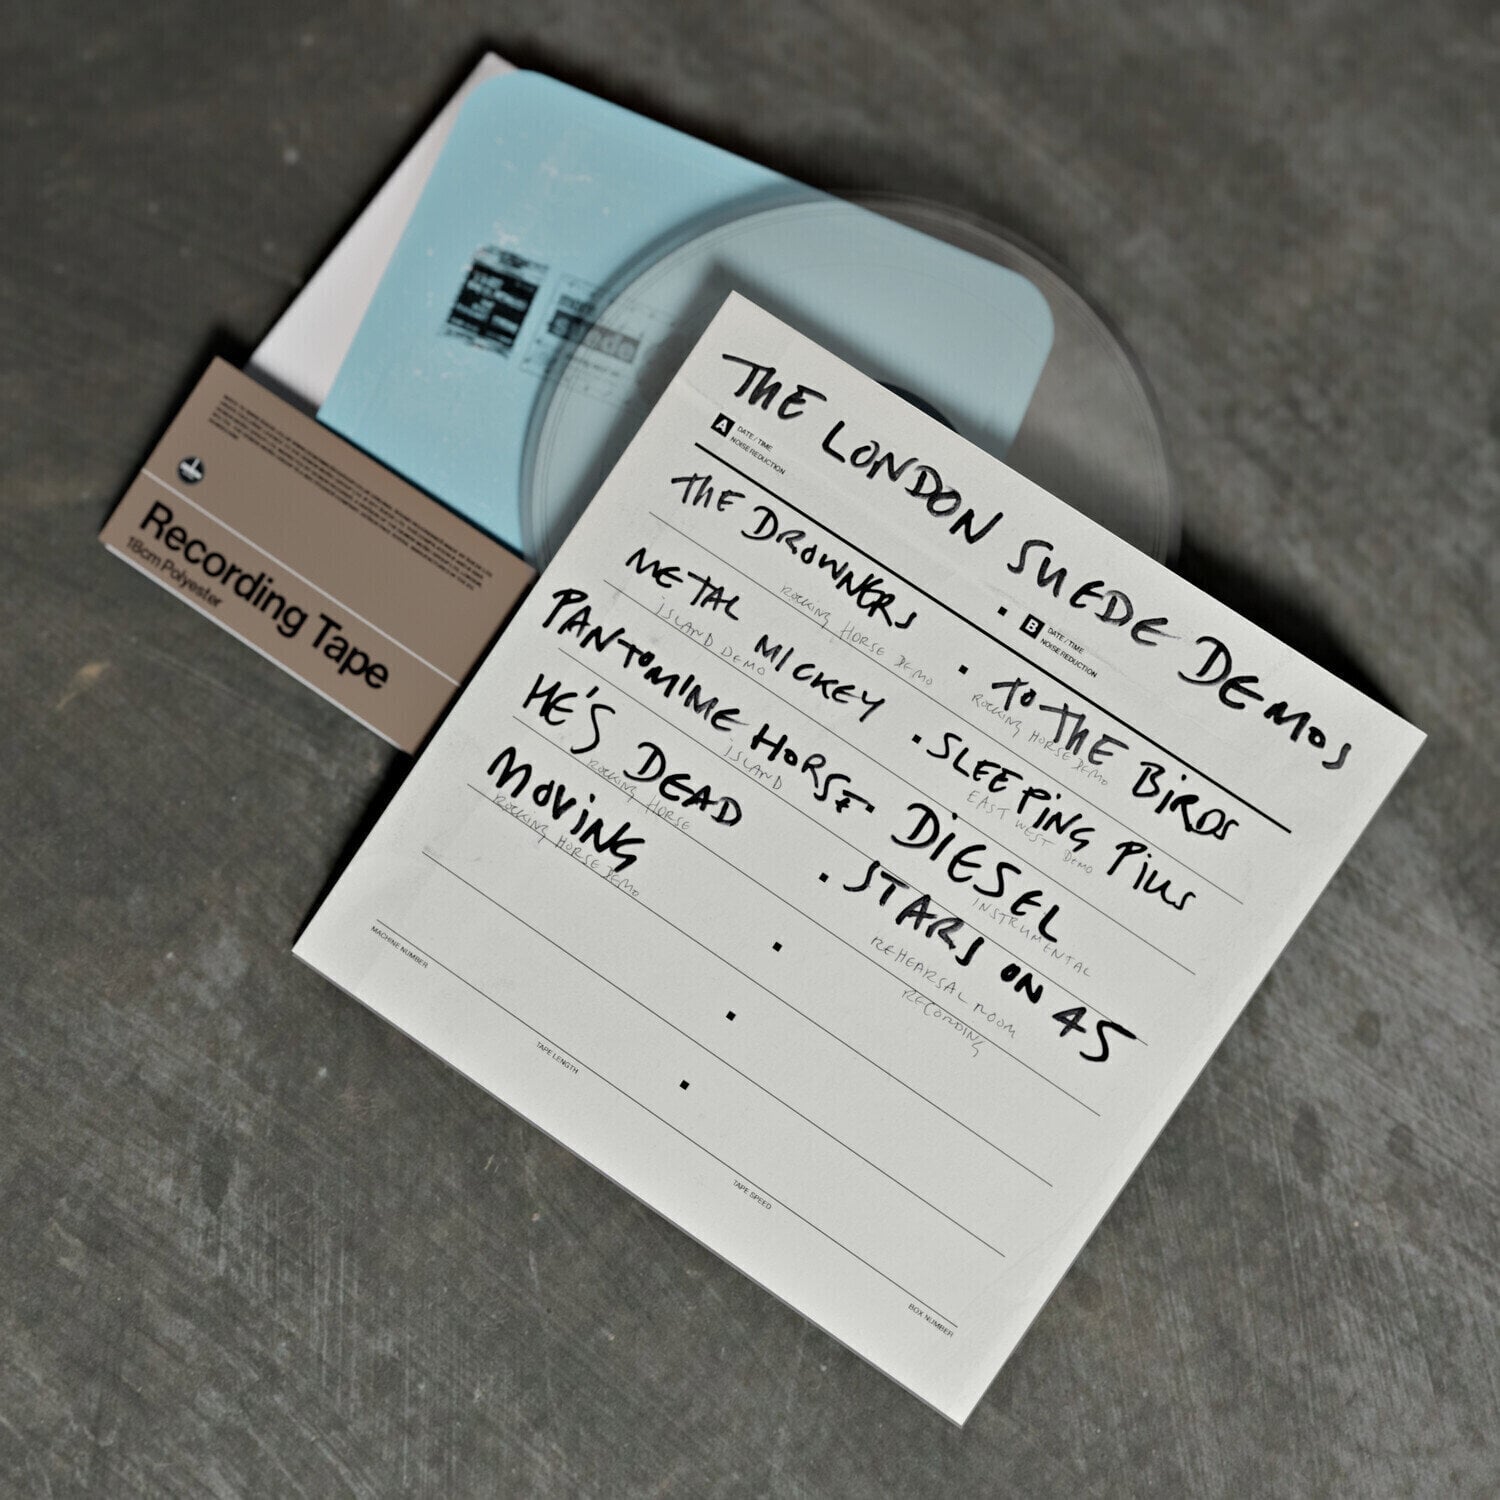 THE LONDON SUEDE DEMOS
A DATE / TIME
NOISE REDUCTION
THE DROWNERS
ROCKING HORSE DEMO
METAL MICKEY
ISLAND DEMO
PANTOMIME HORSE
ISLAND
HE'S DEAD
ROCKING HORSE
MOVING
ROCKING HORSE DEMO
B DATE / TIME
NOISE REDUCTION
TO THE BIRDS
ROCKING HORSE DEMO
SLEEPING PILLS
EAST WEST DEMO
DIESEL
INSTRUMENTAL
STARS ON 45
REHEARSAL ROOM
RECORDING
MACHINE NUMBER
TAPE LENGTH
TAPE SPEED
BOX NUMBER
Recording Tape
18cm Polyester